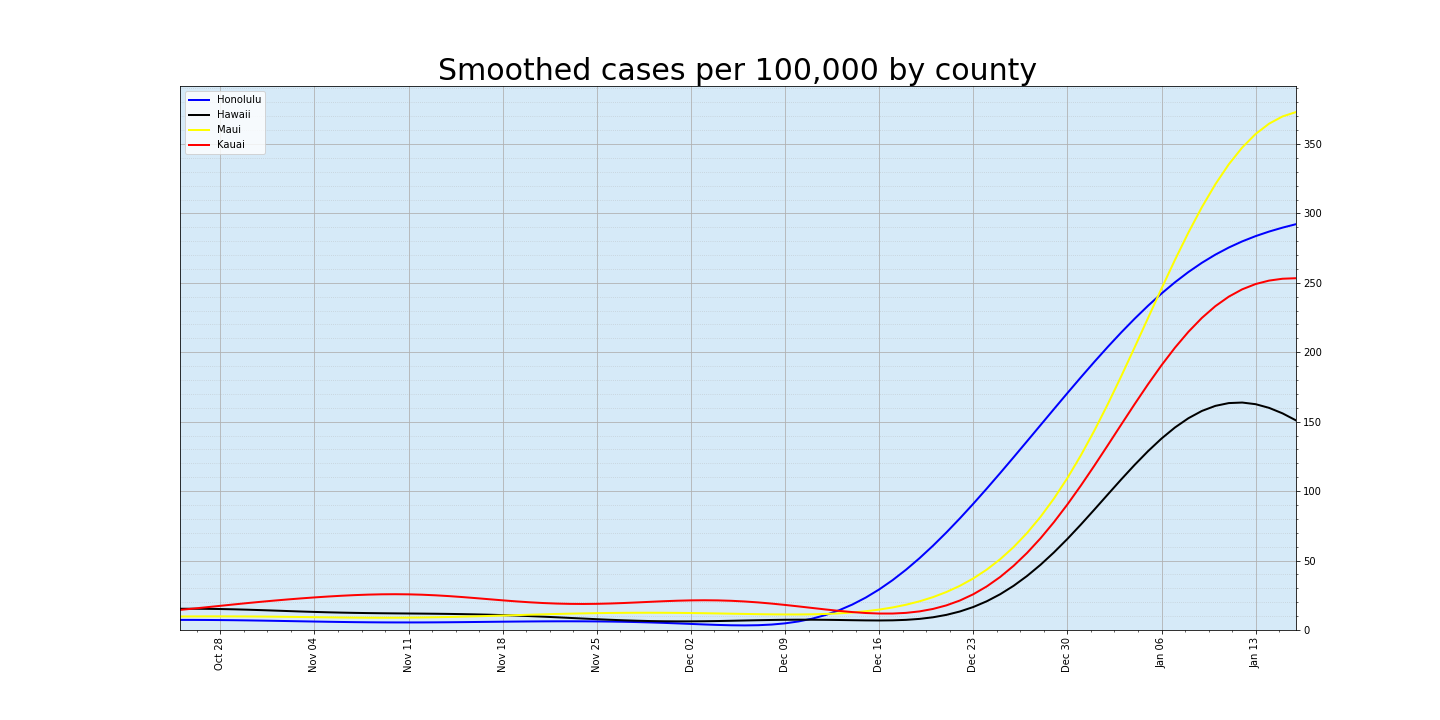 Smoothed cases per 100,000 by county
Honolulu
Hawaii
Maui
Kauai
350
300
250
200
150
100
50
0
Oct 28
Nov 04
Nov 11
Nov 18
Nov 25
Dec 02
Dec 09
Dec 16
Dec 23
Dec 30
Jan 06
Jan 13